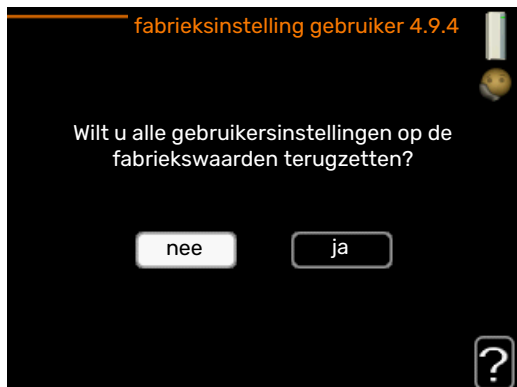 fabrieksinstelling gebruiker 4.9.4
Wilt u alle gebruikersinstellingen op de
fabriekswaarden terugzetten?
nee
ja
?